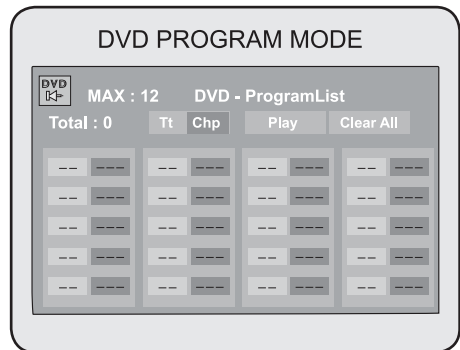 DVD PROGRAM MODE
DVD
MAX : 12 DVD - ProgramList
Total : 0 Tt Chp Play Clear All
-- --- -- --- -- --- -- ---
-- --- -- --- -- --- -- ---
-- --- -- --- -- --- -- ---
-- --- -- --- -- --- -- ---
-- --- -- --- -- --- -- ---